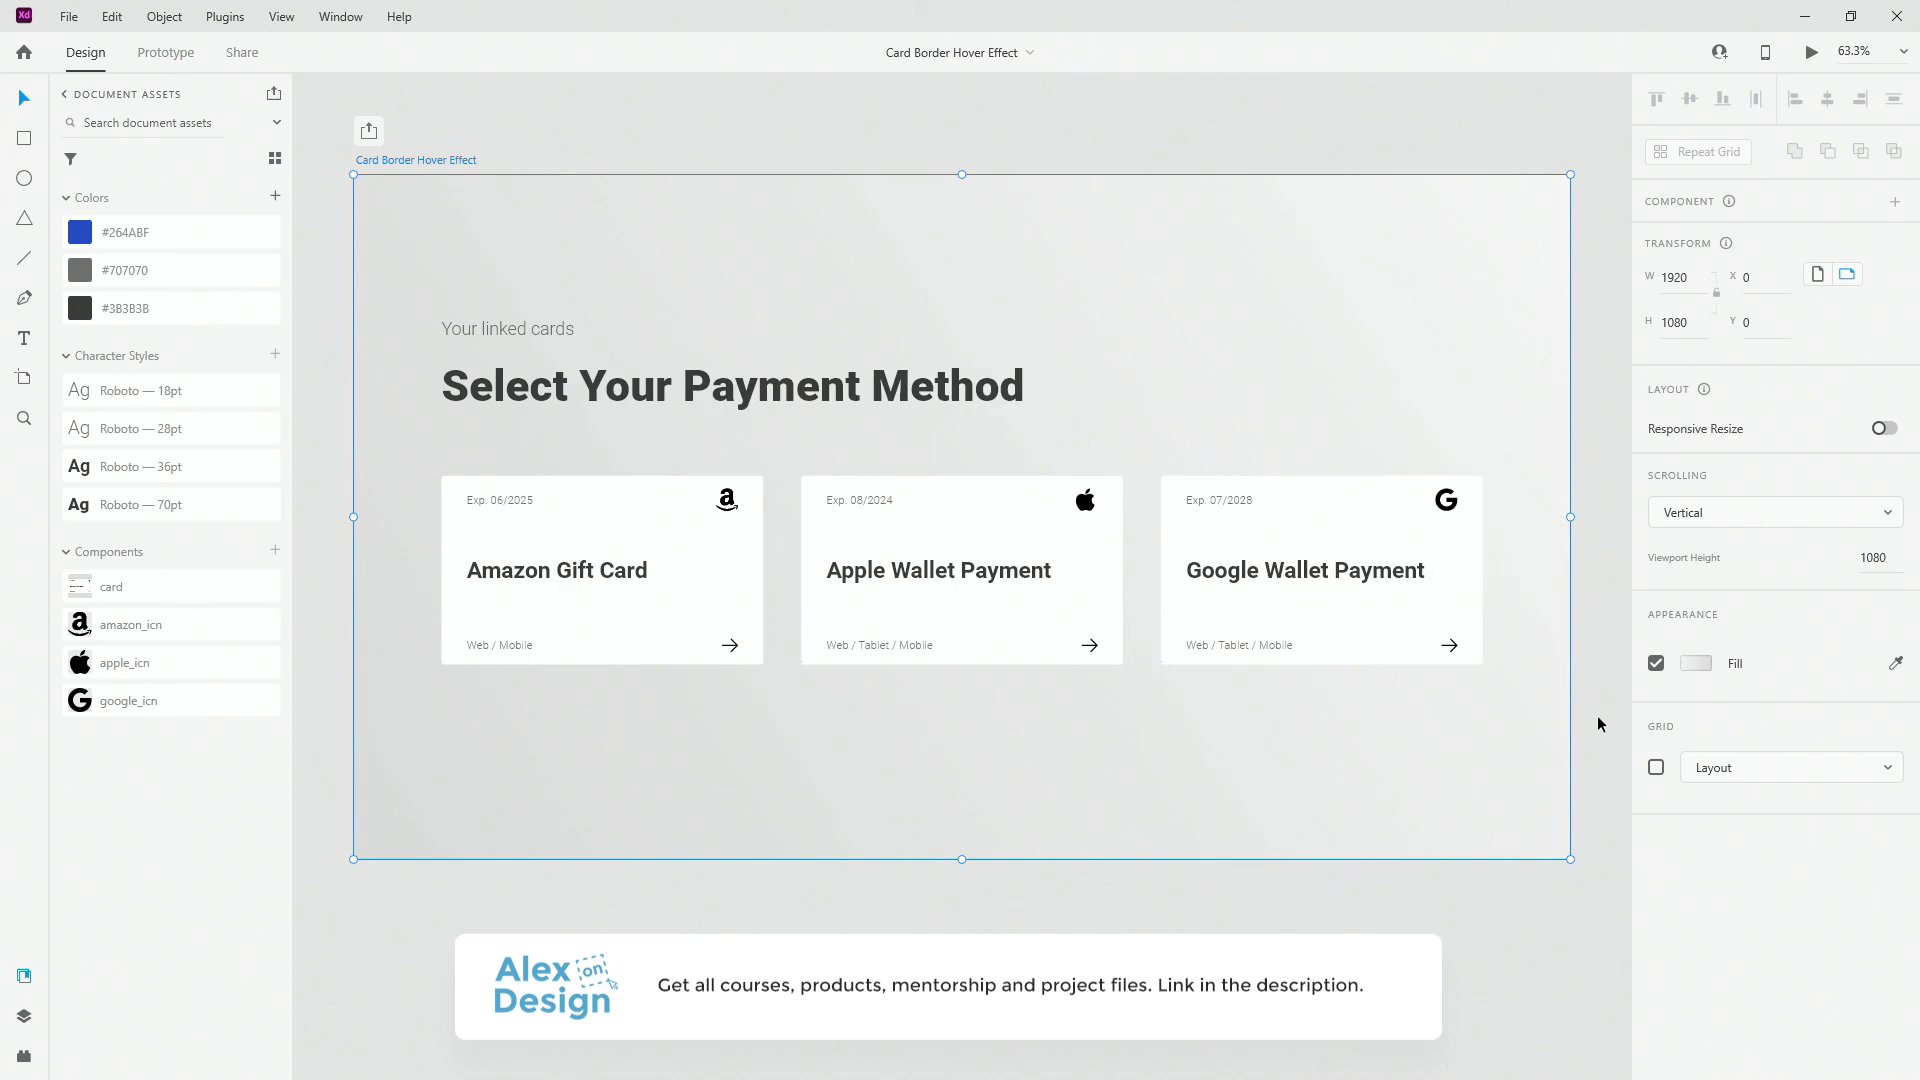 Xd File Edit Object Plugins View Window Help
Design Prototype Share Card Border Hover Effect 63.3%
DOCUMENT ASSETS
Search document assets
Colors
#264ABF
#707070
#3B3B3B
Character Styles
Ag Roboto — 18pt
Ag Roboto — 28pt
Ag Roboto — 36pt
Ag Roboto — 70pt
Components
card
amazon_icn
apple_icn
google_icn
Card Border Hover Effect
Your linked cards
Select Your Payment Method
Exp. 06/2025
Amazon Gift Card
Web / Mobile
Exp. 08/2024
Apple Wallet Payment
Web / Tablet / Mobile
Exp. 07/2028
Google Wallet Payment
Web / Tablet / Mobile
Alex on
Design
Get all courses, products, mentorship and project files. Link in the description.
Repeat Grid
COMPONENT
TRANSFORM
W 1920 X 0
H 1080 Y 0
LAYOUT
Responsive Resize
SCROLLING
Vertical
Viewport Height 1080
APPEARANCE
Fill
GRID
Layout